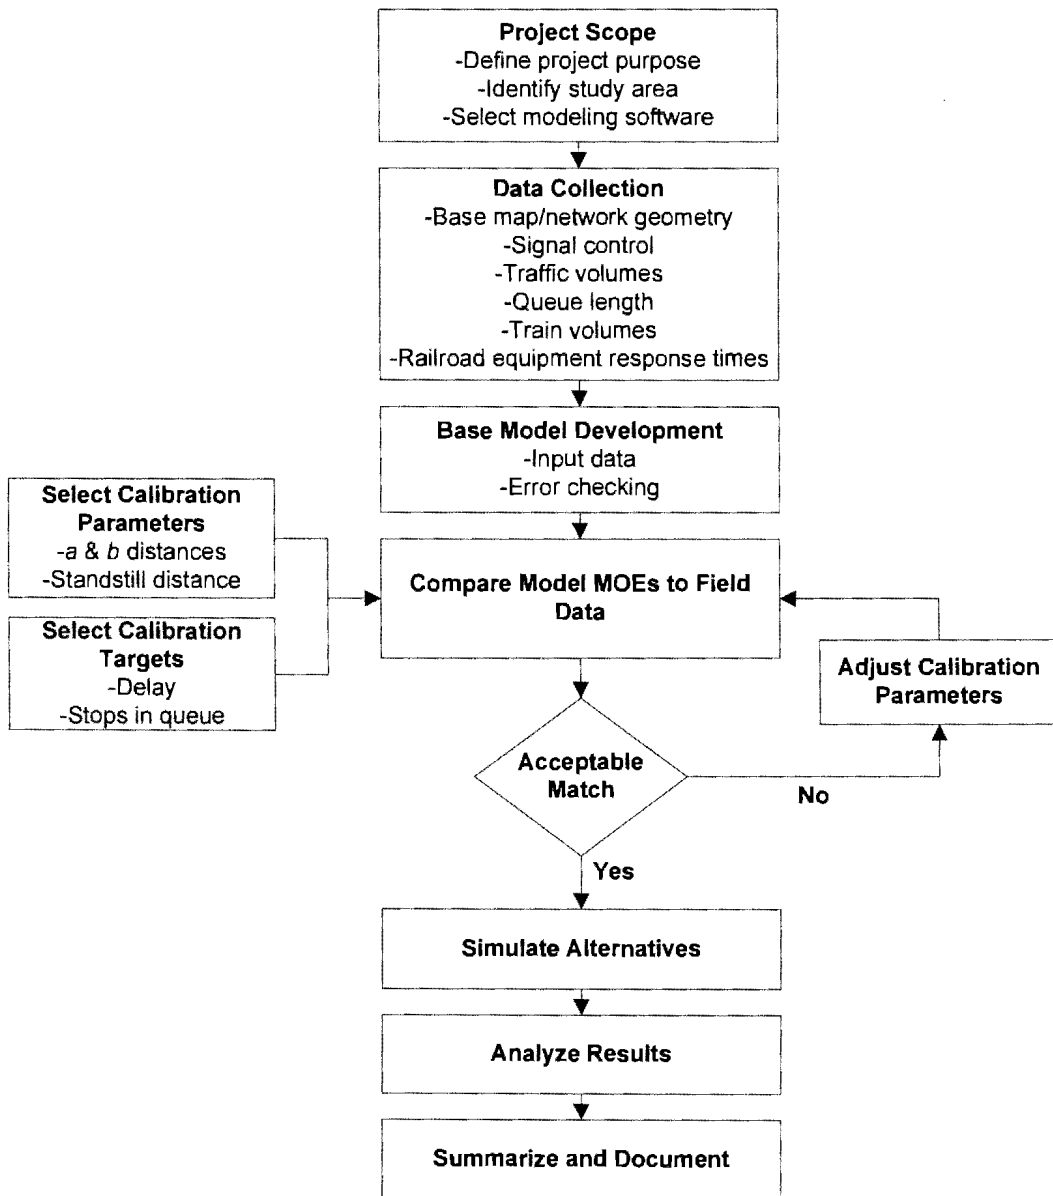 Project Scope
-Define project purpose
-Identify study area
-Select modeling software
Data Collection
-Base map/network geometry
-Signal control
-Traffic volumes
-Queue length
-Train volumes
-Railroad equipment response times
Base Model Development
-Input data
-Error checking
Select Calibration
Parameters
-a & b distances
-Standstill distance
Select Calibration
Targets
-Delay
-Stops in queue
Compare Model MOEs to Field
Data
Adjust Calibration
Parameters
Acceptable
Match
No
Yes
Simulate Alternatives
Analyze Results
Summarize and Document